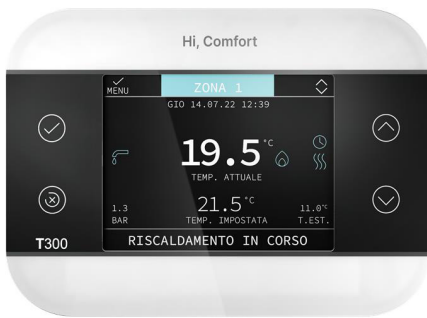 Hi, Comfort
MENU
ZONA 1
GIO 14.07.22 12:39
19.5°C
TEMP. ATTUALE
1.3
BAR
21.5°C
TEMP. IMPOSTATA
11.0°C
T.EST.
T300
RISCALDAMENTO IN CORSO